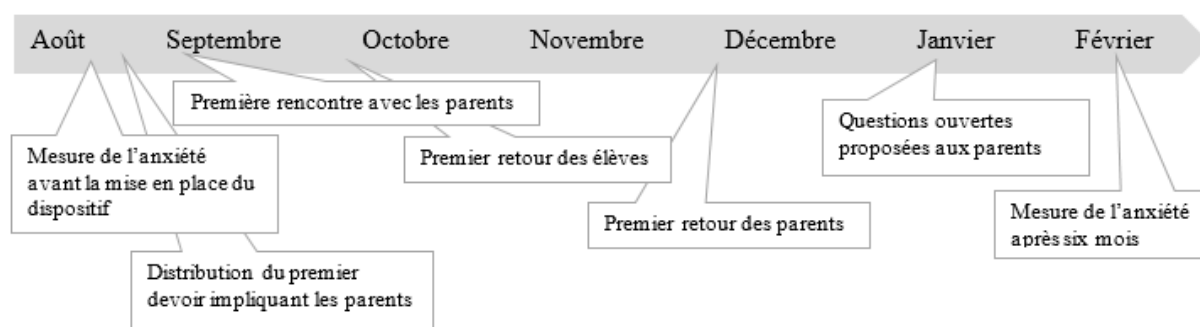 Août Septembre Octobre Novembre Décembre Janvier Février
Première rencontre avec les parents
Mesure de l'anxiété
avant la mise en place du
dispositif
Premier retour des élèves
Questions ouvertes
proposées aux parents
Premier retour des parents
Mesure de l'anxiété
après six mois
Distribution du premier
devoir impliquant les parents